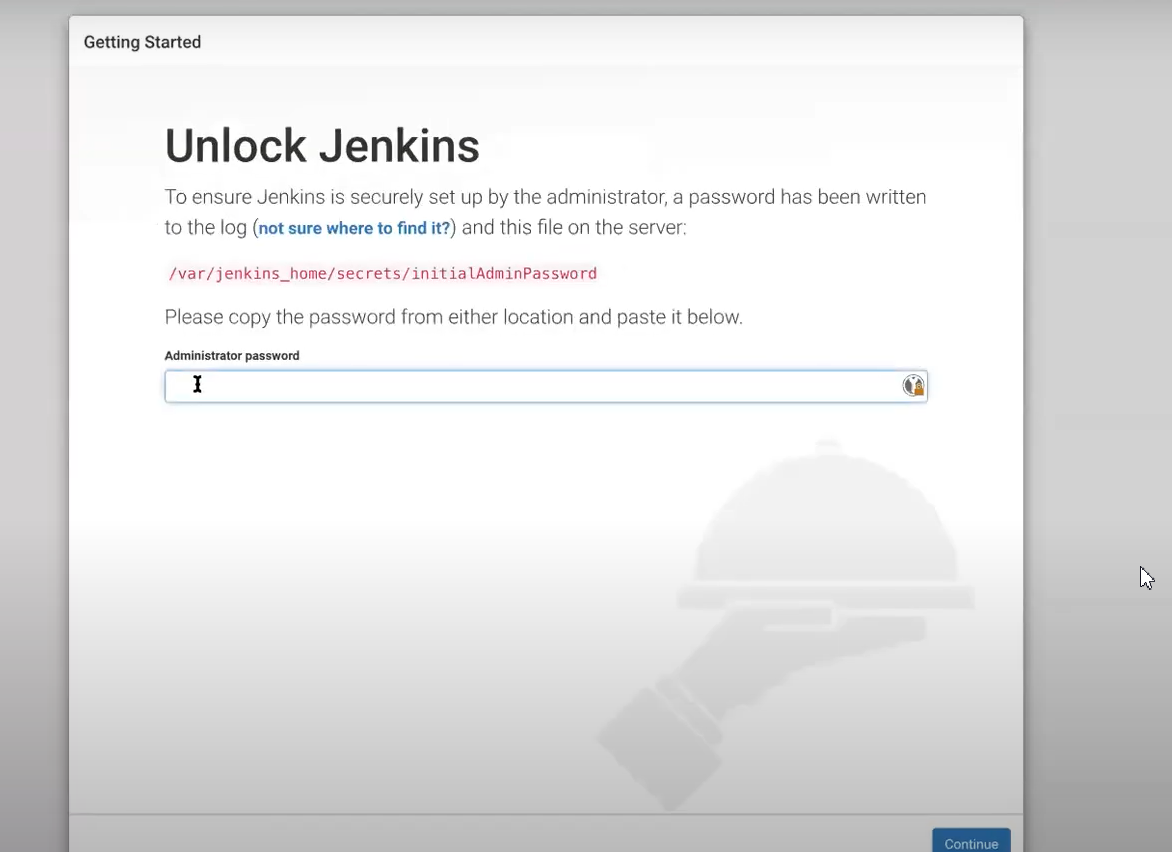 Getting Started
Unlock Jenkins
To ensure Jenkins is securely set up by the administrator, a password has been written
to the log (not sure where to find it?) and this file on the server:
/var/jenkins_home/secrets/initialAdminPassword
Please copy the password from either location and paste it below.
Administrator password
Continue